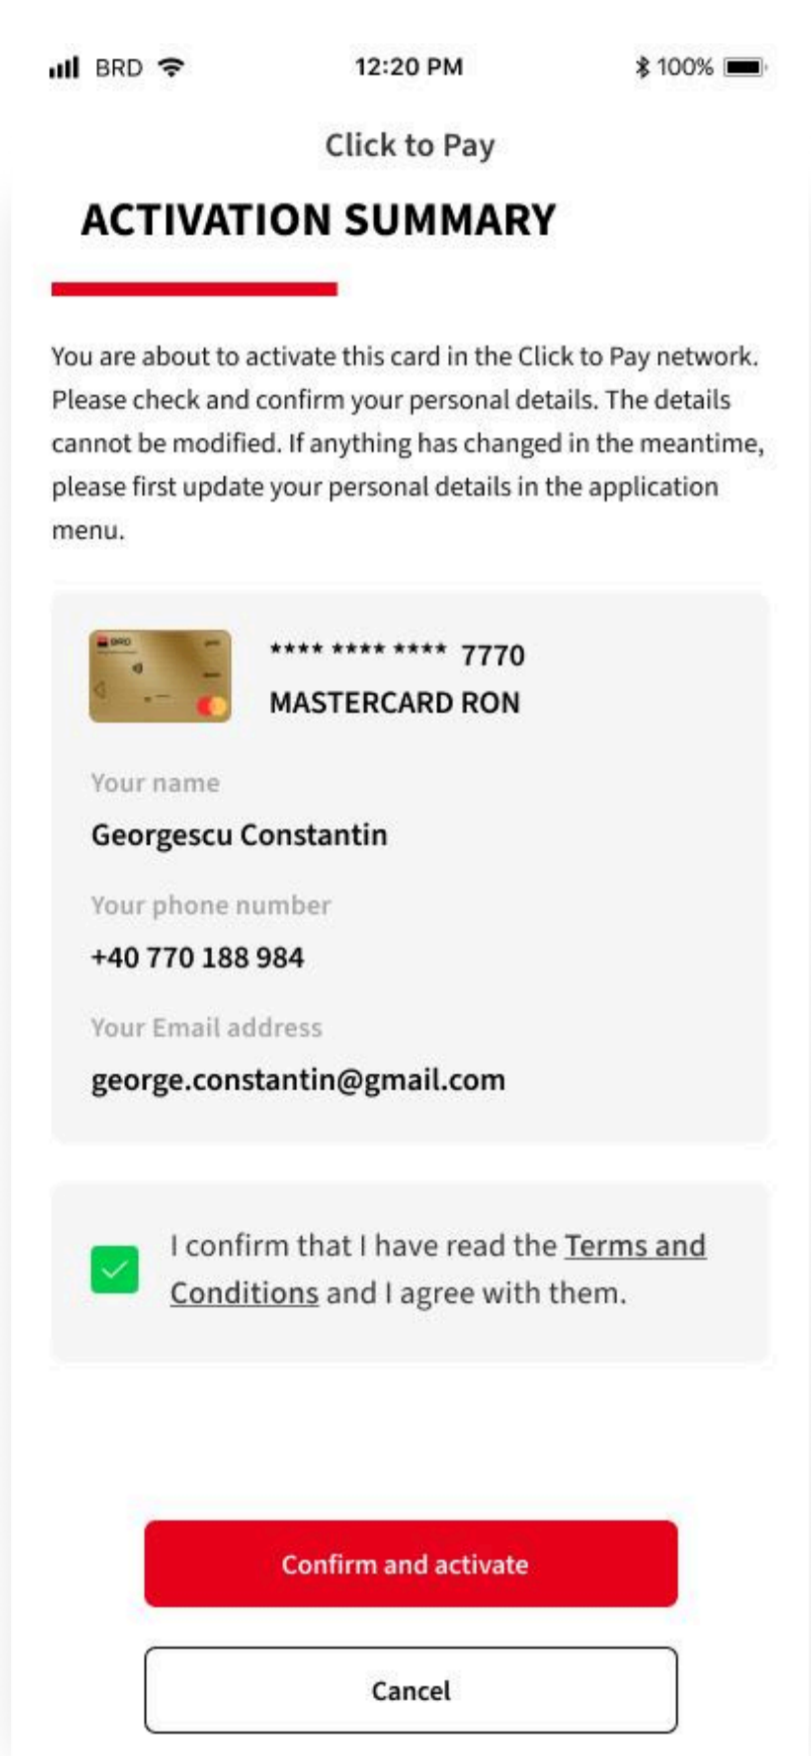 BRD 12:20 PM 100%
Click to Pay
ACTIVATION SUMMARY
You are about to activate this card in the Click to Pay network.
Please check and confirm your personal details. The details
cannot be modified. If anything has changed in the meantime,
please first update your personal details in the application
menu.
BRD
**** **** **** 7770
MASTERCARD RON
Your name
Georgescu Constantin
Your phone number
+40 770 188 984
Your Email address
george.constantin@gmail.com
I confirm that I have read the Terms and
Conditions and I agree with them.
Confirm and activate
Cancel